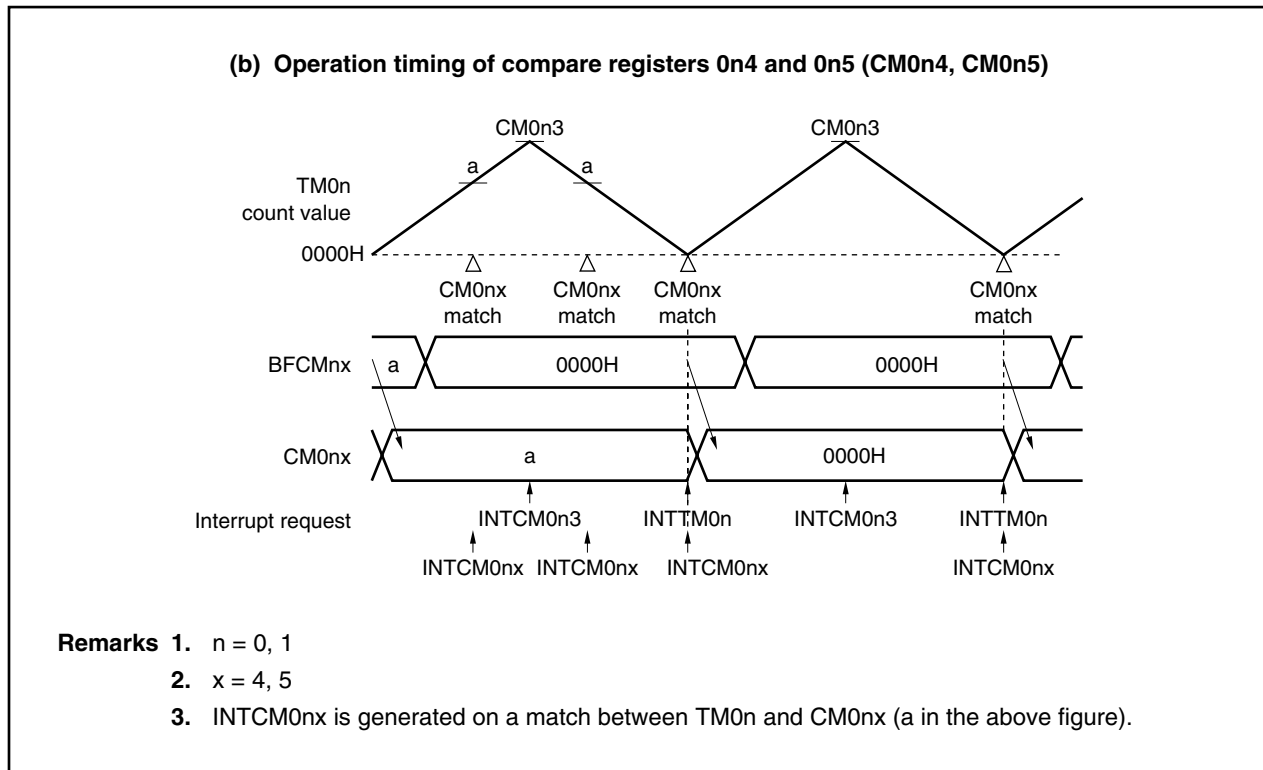 (b) Operation timing of compare registers 0n4 and 0n5 (CM0n4, CM0n5)
CM0n3 CM0n3
a a
TM0n
count value
0000H
CM0nx CM0nx CM0nx CM0nx
match match match match
BFCMnx a 0000H 0000H
CM0nx a 0000H
Interrupt request INTCM0n3 INTTM0n INTCM0n3 INTTM0n
INTCM0nx INTCM0nx INTCM0nx INTCM0nx
Remarks 1. n = 0, 1
2. x = 4, 5
3. INTCM0nx is generated on a match between TM0n and CM0nx (a in the above figure).